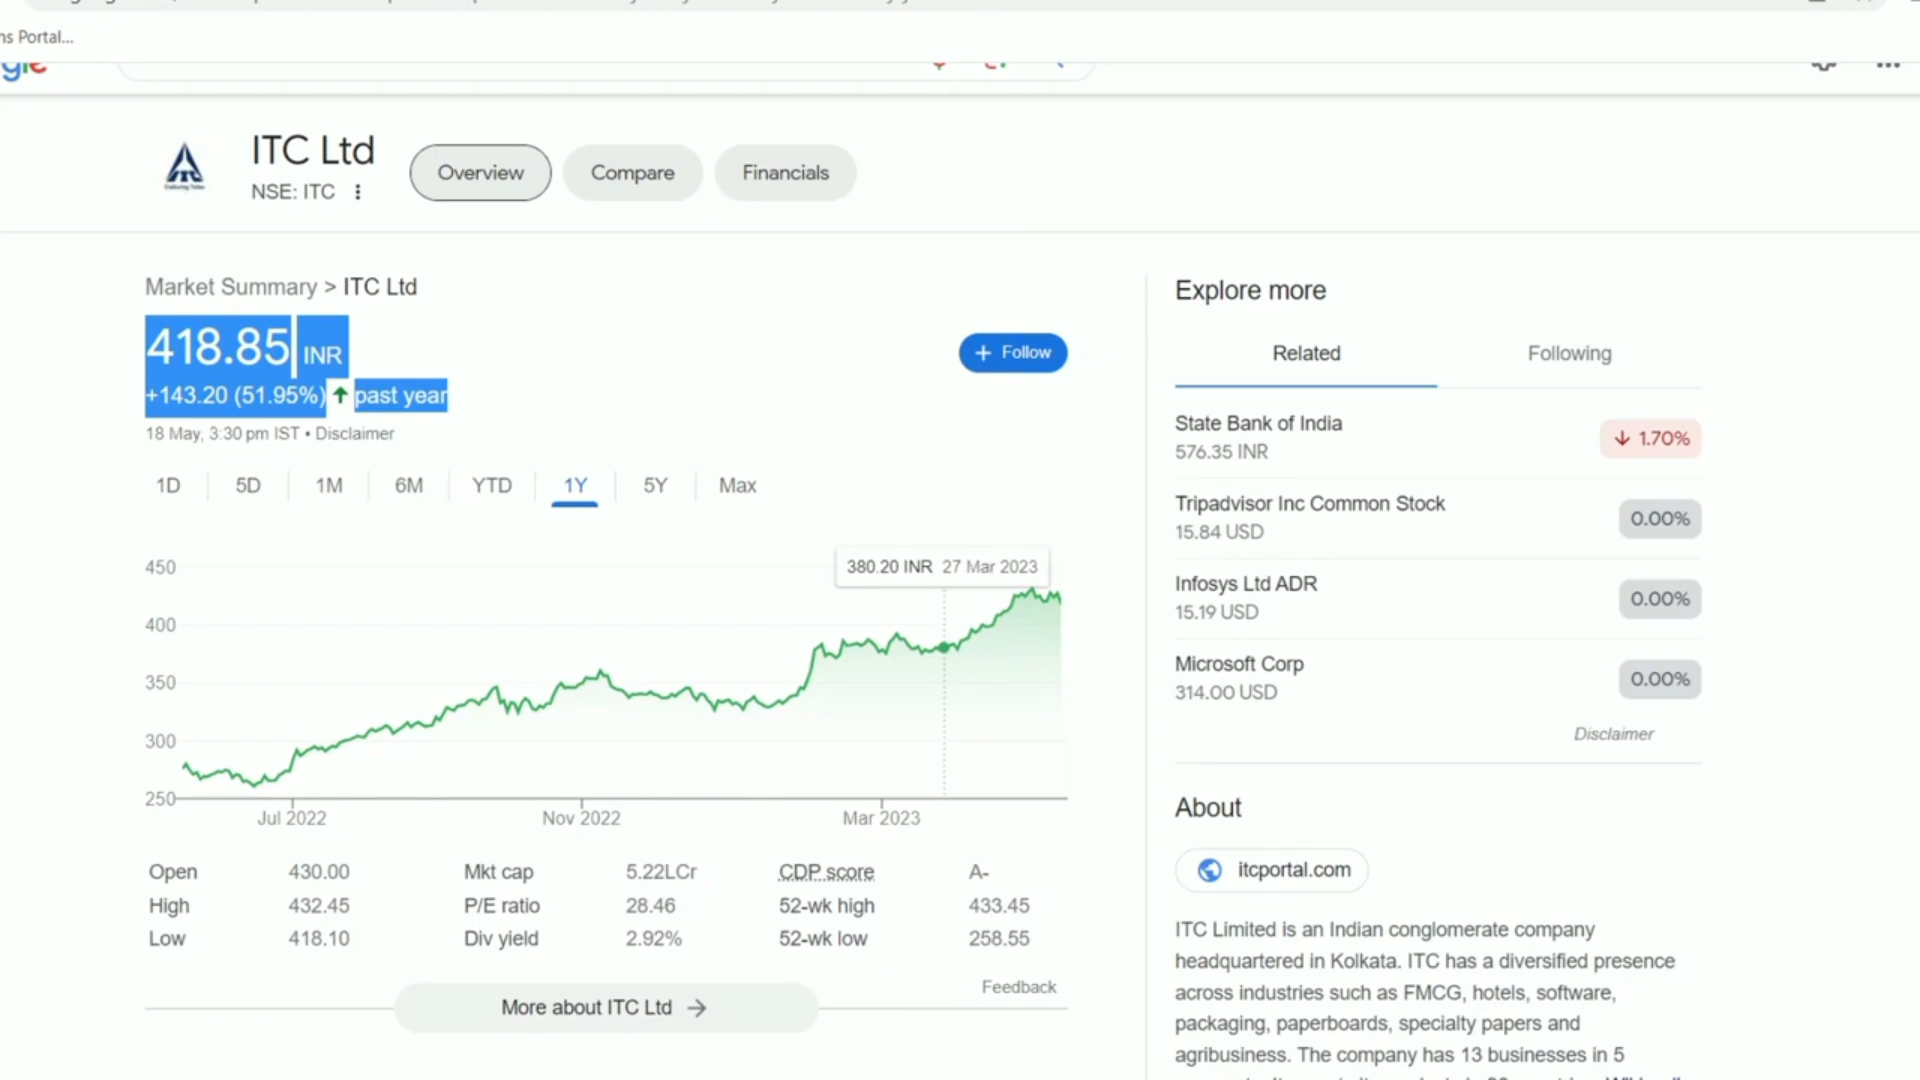 ns Portal...
ITC Ltd
NSE: ITC
Overview
Compare
Financials
Market Summary > ITC Ltd
418.85 INR
+143.20 (51.95%) ↑ past year
18 May, 3:30 pm IST • Disclaimer
+ Follow
1D 5D 1M 6M YTD 1Y 5Y Max
380.20 INR 27 Mar 2023
450
400
350
300
250
Jul 2022 Nov 2022 Mar 2023
Open 430.00 Mkt cap 5.22LCr CDP score A-
High 432.45 P/E ratio 28.46 52-wk high 433.45
Low 418.10 Div yield 2.92% 52-wk low 258.55
Feedback
More about ITC Ltd →
Explore more
Related Following
State Bank of India
576.35 INR
↓ 1.70%
Tripadvisor Inc Common Stock
15.84 USD
0.00%
Infosys Ltd ADR
15.19 USD
0.00%
Microsoft Corp
314.00 USD
0.00%
Disclaimer
About
itcportal.com
ITC Limited is an Indian conglomerate company
headquartered in Kolkata. ITC has a diversified presence
across industries such as FMCG, hotels, software,
packaging, paperboards, specialty papers and
agribusiness. The company has 13 businesses in 5